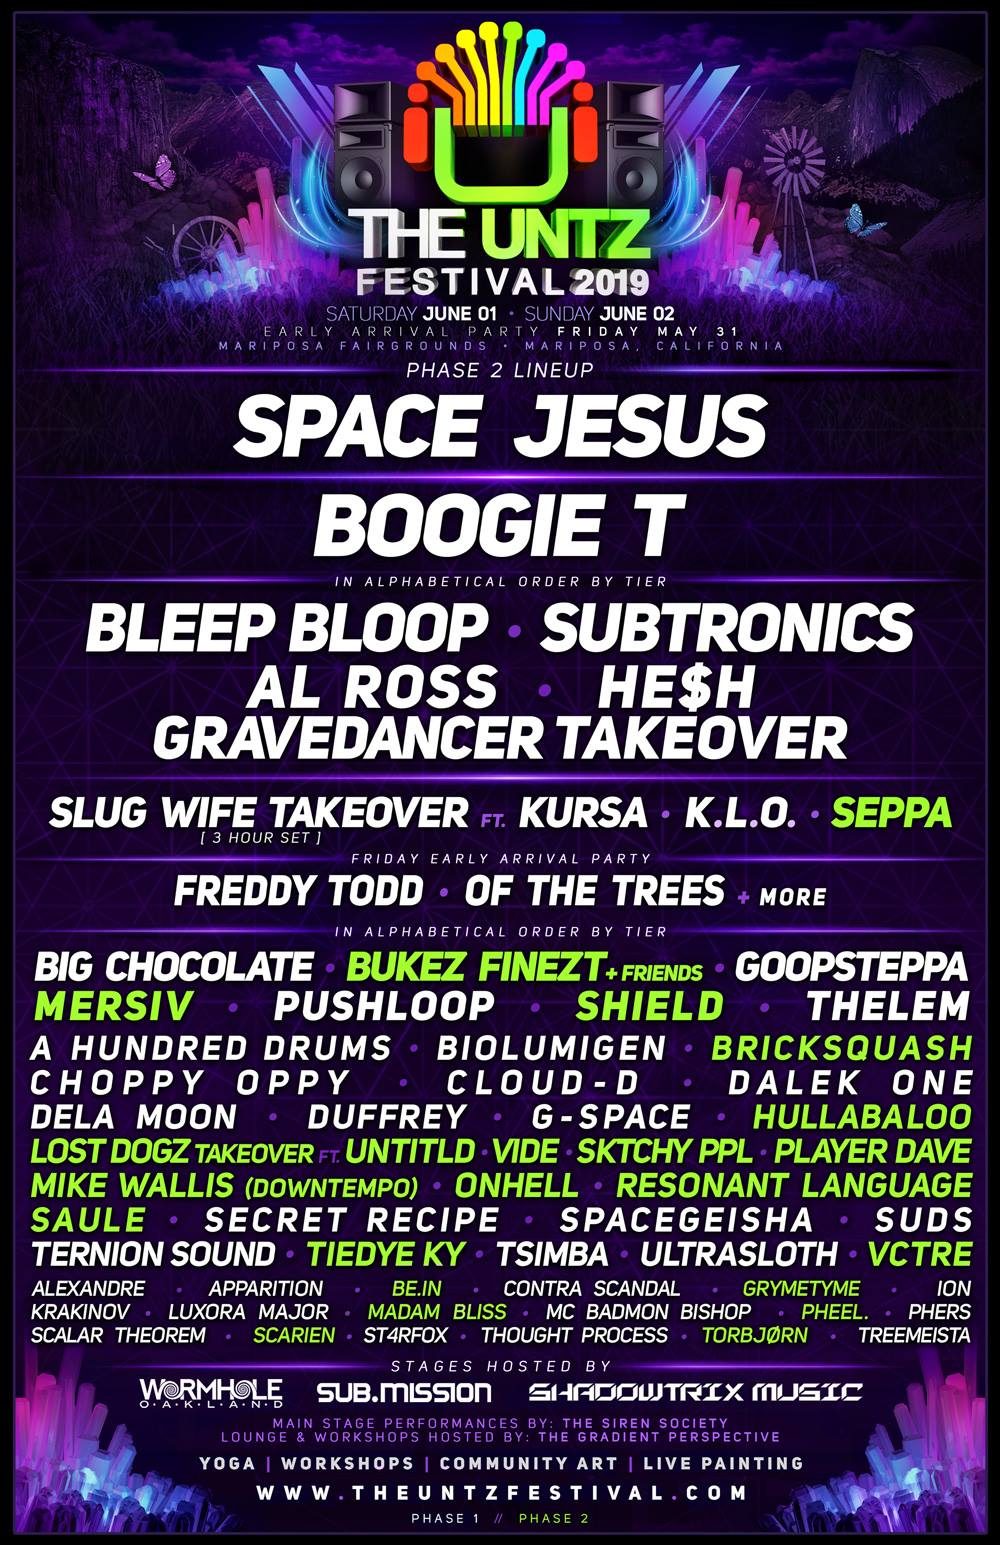 THE UNTZ
FESTIVAL 2019
SATURDAY JUNE 01 • SUNDAY JUNE 02
EARLY ARRIVAL PARTY FRIDAY MAY 31
MARIPOSA FAIRGROUNDS • MARIPOSA, CALIFORNIA
PHASE 2 LINEUP
SPACE JESUS
BOOGIE T
IN ALPHABETICAL ORDER BY TIER
BLEEP BLOOP • SUBTRONICS
AL ROSS • HE$H
GRAVEDANCER TAKEOVER
SLUG WIFE TAKEOVER FT. KURSA • K.L.O. • SEPPA
[ 3 HOUR SET ]
FRIDAY EARLY ARRIVAL PARTY
FREDDY TODD • OF THE TREES + MORE
IN ALPHABETICAL ORDER BY TIER
BIG CHOCOLATE • BUKEZ FINEZT + FRIENDS • GOOPSTEPPA
MERSIV • PUSHLOOP • SHIELD • THELEM
A HUNDRED DRUMS • BIOLUMIGEN • BRICKSQUASH
CHOPPY OPPY • CLOUD-D • DALEK ONE
DELA MOON • DUFFREY • G-SPACE • HULLABALOO
LOST DOGZ TAKEOVER FT. UNTITLD • VIDE • SKTCHY PPL • PLAYER DAVE
MIKE WALLIS (DOWNTEMPO) • ONHELL • RESONANT LANGUAGE
SAULE • SECRET RECIPE • SPACEGEISHA • SUDS
TERNION SOUND • TIEDYE KY • TSIMBA • ULTRASLOTH • VCTRE
ALEXANDRE • APPARITION • BE.IN • CONTRA SCANDAL • GRYMETYME • ION
KRAKINOV • LUXORA MAJOR • MADAM BLISS • MC BADMON BISHOP • PHEEL. • PHERS
SCALAR THEOREM • SCARIEN • ST4RFOX • THOUGHT PROCESS • TORBJØRN • TREEMEISTA
STAGES HOSTED BY
WORMHOLE SUB.MISSION SHADOWTRIX MUSIC
O•A•K•L•A•N•D
MAIN STAGE PERFORMANCES BY: THE SIREN SOCIETY
LOUNGE & WORKSHOPS HOSTED BY: THE GRADIENT PERSPECTIVE
YOGA | WORKSHOPS | COMMUNITY ART | LIVE PAINTING
WWW.THEUNTZFESTIVAL.COM
PHASE 1 // PHASE 2